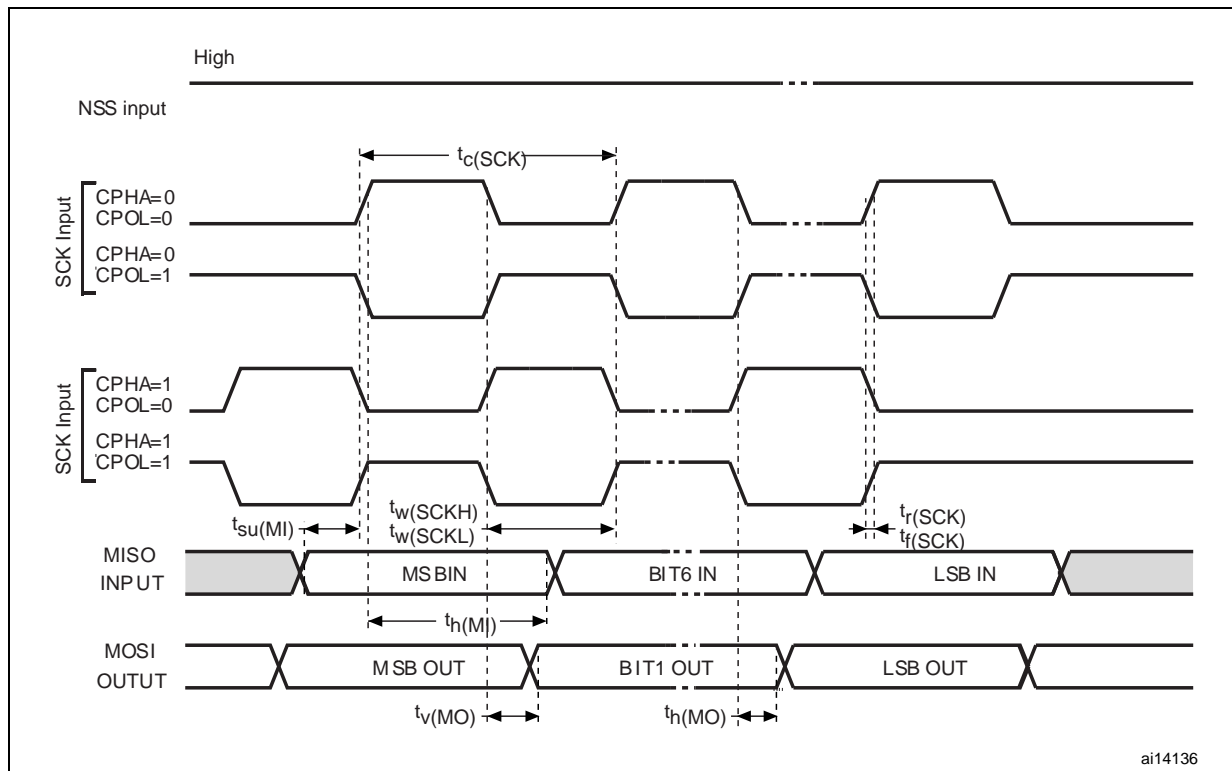 High
NSS input
tc(SCK)
SCK Input
CPHA=0
CPOL=0
CPHA=0
CPOL=1
SCK Input
CPHA=1
CPOL=0
CPHA=1
CPOL=1
tsu(MI)
tw(SCKH)
tw(SCKL)
tr(SCK)
tf(SCK)
MISO
INPUT
MSBIN
BIT6 IN
LSB IN
th(MI)
MOSI
OUTUT
MSB OUT
BIT1 OUT
LSB OUT
tv(MO)
th(MO)
ai14136